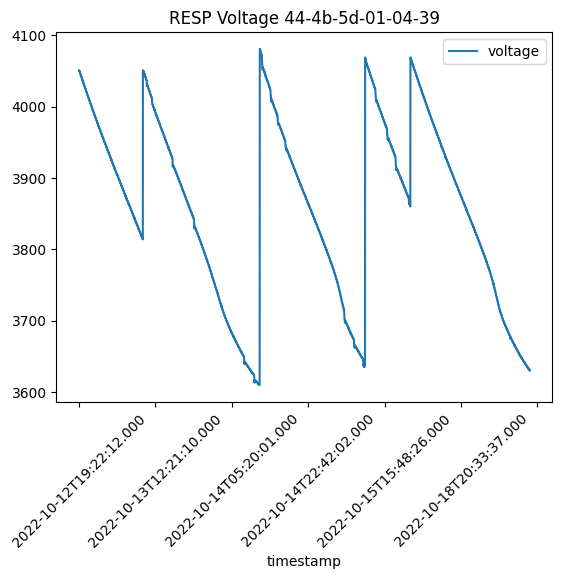 RESP Voltage 44-4b-5d-01-04-39
voltage
4100
4000
3900
3800
3700
3600
2022-10-12T19:22:12.000
2022-10-13T12:21:10.000
2022-10-14T05:20:01.000
2022-10-14T22:42:02.000
2022-10-15T15:48:26.000
2022-10-18T20:33:37.000
timestamp